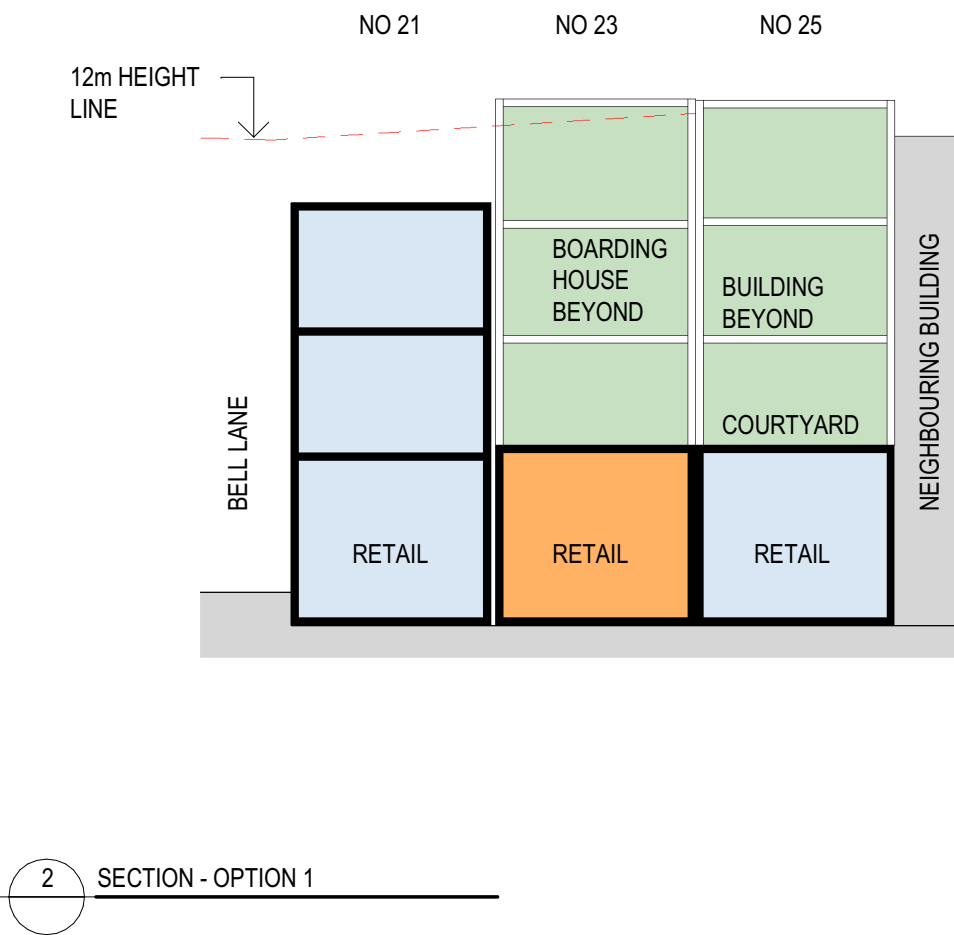 NO 21
NO 23
NO 25
12m HEIGHT
LINE
BOARDING
HOUSE
BEYOND
BUILDING
BEYOND
COURTYARD
BELL LANE
NEIGHBOURING BUILDING
RETAIL
RETAIL
RETAIL
2
SECTION - OPTION 1